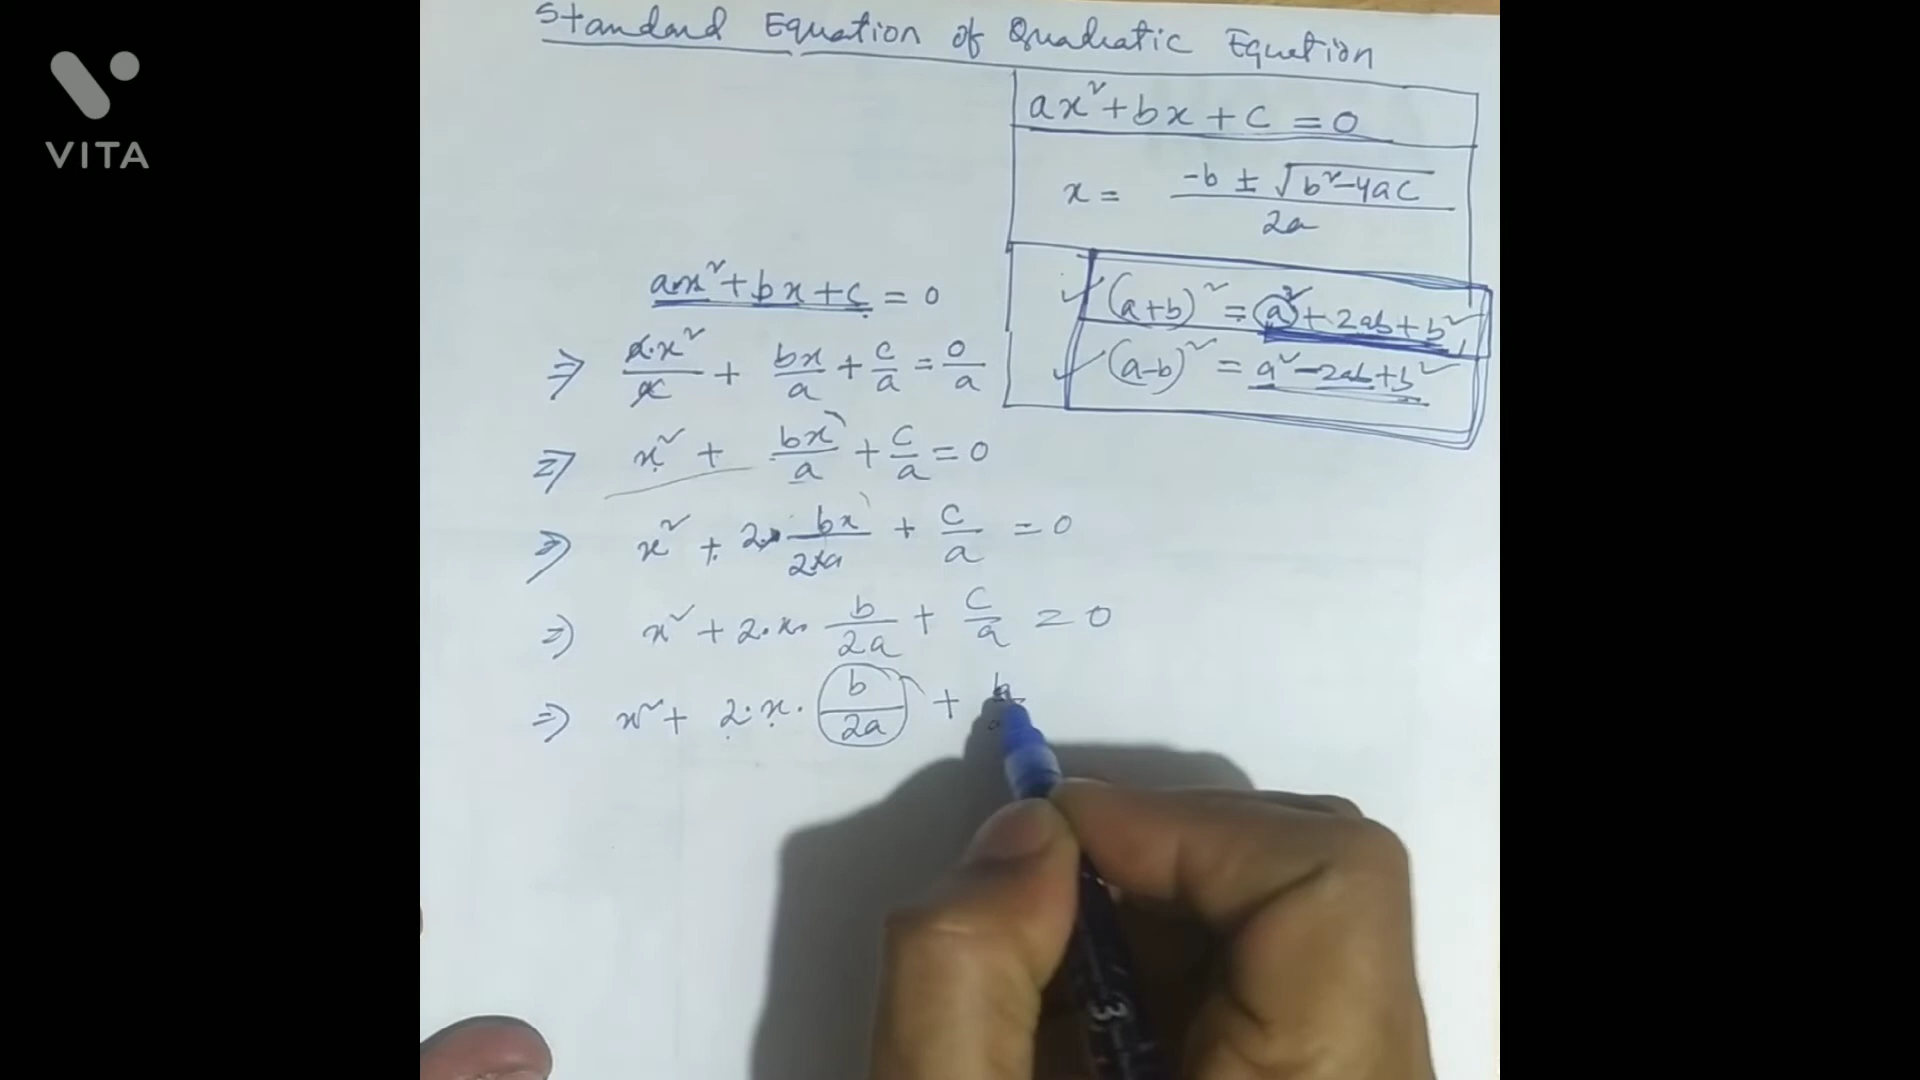 VITA
Standard Equation of Quadratic Equation
ax² + bx + c = 0
x = -b ± √b²-4ac / 2a
(a+b)² = a² + 2ab + b²
(a-b)² = a² - 2ab + b²
ax² + bx + c = 0
⇒ a·x²/a + bx/a + c/a = 0/a
⇒ x² + bx/a + c/a = 0
⇒ x² + 2· bx/2×a + c/a = 0
⇒ x² + 2·x· b/2a + c/a = 0
⇒ x² + 2·x· b/2a +